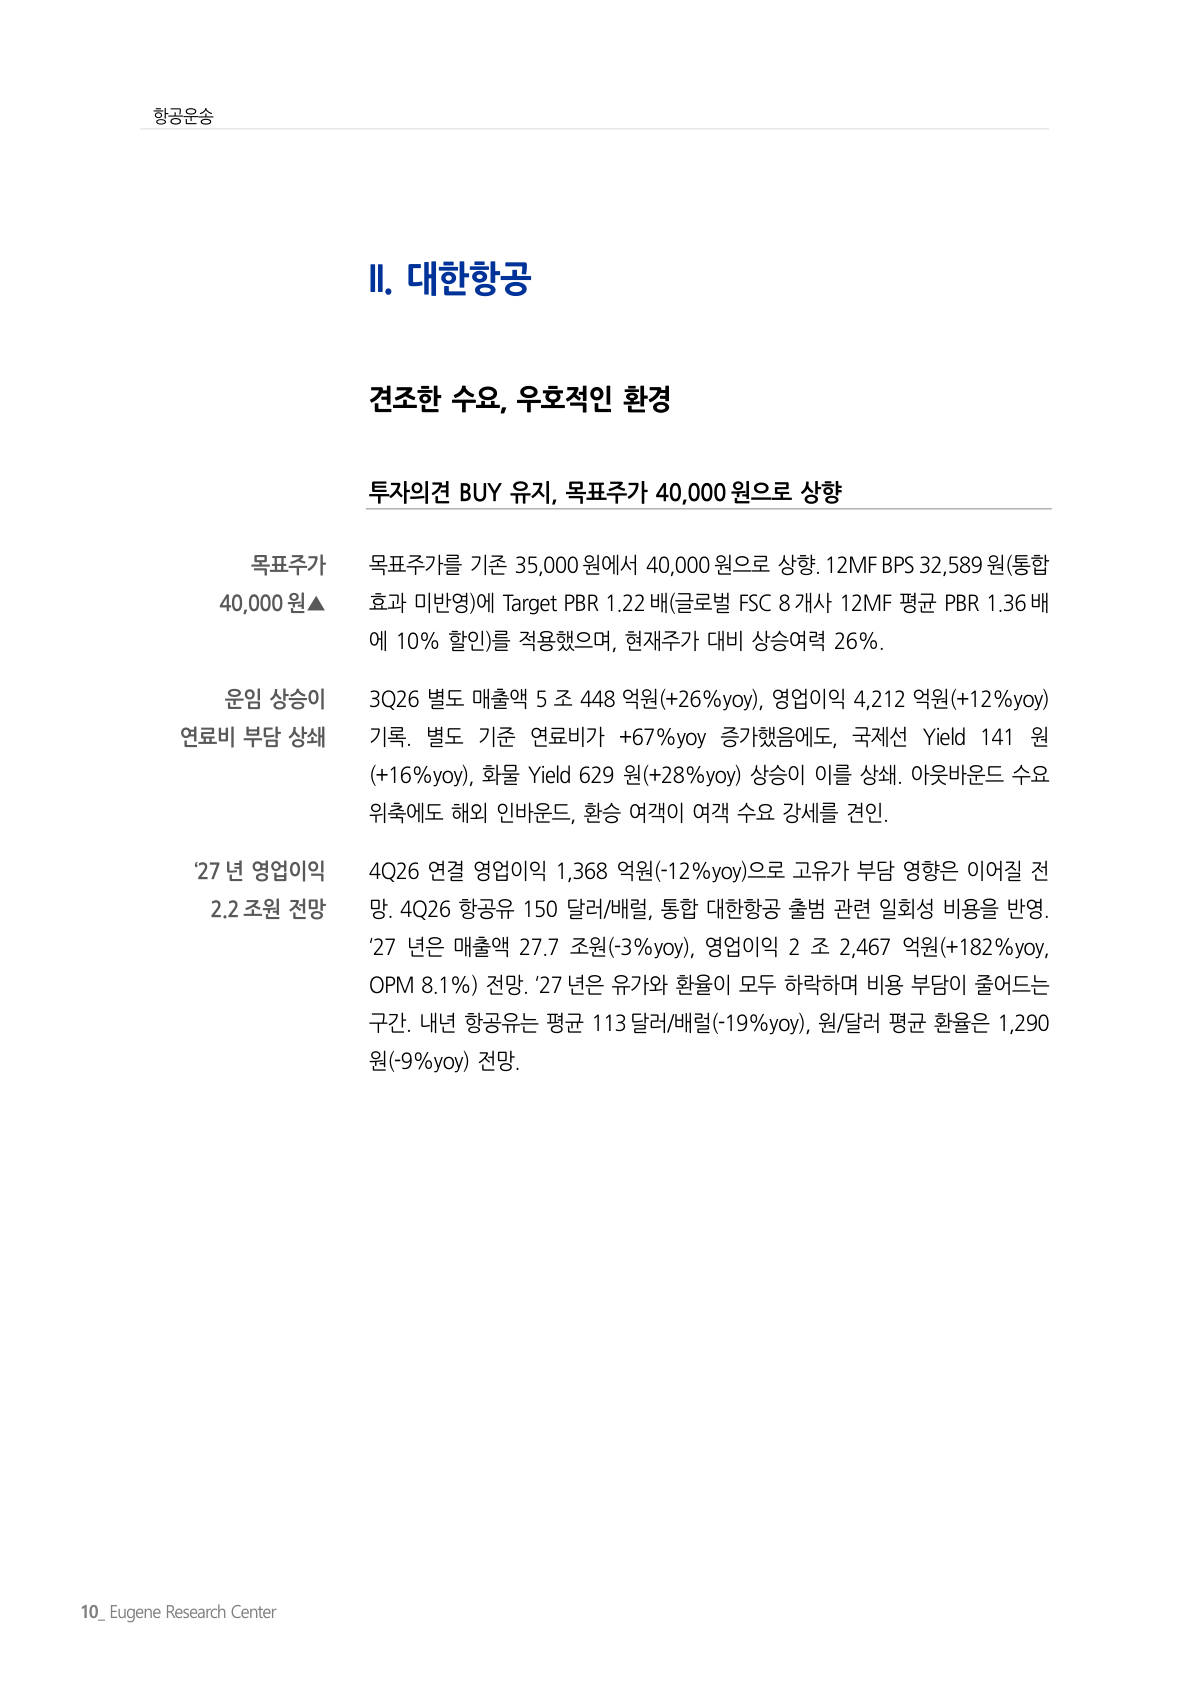 항공운송
II. 대한항공
견조한 수요, 우호적인 환경
투자의견 BUY 유지, 목표주가 40,000원으로 상향
목표주가
40,000원▲
목표주가를 기존 35,000원에서 40,000원으로 상향. 12MF BPS 32,589원(통합
효과 미반영)에 Target PBR 1.22배(글로벌 FSC 8개사 12MF 평균 PBR 1.36배
에 10% 할인)를 적용했으며, 현재주가 대비 상승여력 26%.
운임 상승이
연료비 부담 상쇄
3Q26 별도 매출액 5조 448억원(+26%yoy), 영업이익 4,212억원(+12%yoy)
기록. 별도 기준 연료비가 +67%yoy 증가했음에도, 국제선 Yield 141 원
(+16%yoy), 화물 Yield 629 원(+28%yoy) 상승이 이를 상쇄. 아웃바운드 수요
위축에도 해외 인바운드, 환승 여객이 여객 수요 강세를 견인.
‘27년 영업이익
2.2조원 전망
4Q26 연결 영업이익 1,368 억원(-12%yoy)으로 고유가 부담 영향은 이어질 전
망. 4Q26 항공유 150 달러/배럴, 통합 대한항공 출범 관련 일회성 비용을 반영.
‘27 년은 매출액 27.7 조원(-3%yoy), 영업이익 2 조 2,467 억원(+182%yoy,
OPM 8.1%) 전망. ‘27년은 유가와 환율이 모두 하락하며 비용 부담이 줄어드는
구간. 내년 항공유는 평균 113달러/배럴(-19%yoy), 원/달러 평균 환율은 1,290
원(-9%yoy) 전망.
10_ Eugene Research Center